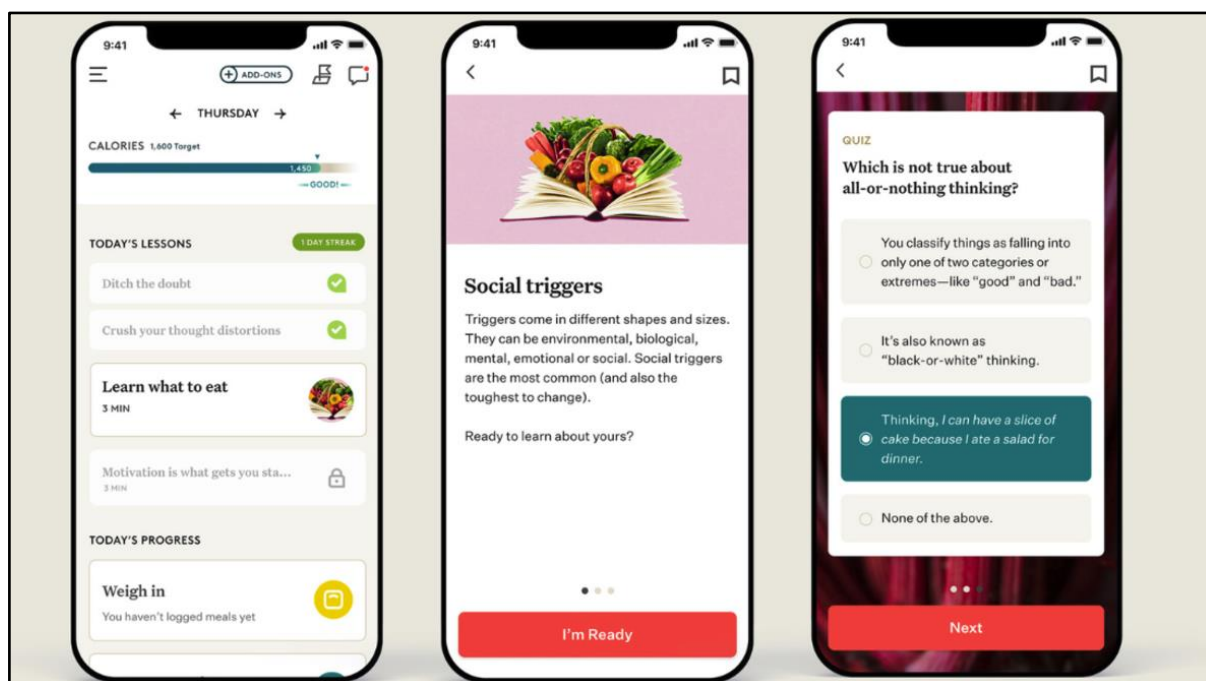 9:41
ADD-ONS
THURSDAY
CALORIES 1,600 Target
1,450
GOOD!
TODAY'S LESSONS
1 DAY STREAK
Ditch the doubt
Crush your thought distortions
Learn what to eat
3 MIN
Motivation is what gets you sta...
3 MIN
TODAY'S PROGRESS
Weigh in
You haven't logged meals yet
9:41
Social triggers
Triggers come in different shapes and sizes.
They can be environmental, biological,
mental, emotional or social. Social triggers
are the most common (and also the
toughest to change).
Ready to learn about yours?
I'm Ready
9:41
QUIZ
Which is not true about
all-or-nothing thinking?
You classify things as falling into
only one of two categories or
extremes—like “good” and “bad.”
It's also known as
“black-or-white” thinking.
Thinking, I can have a slice of
cake because I ate a salad for
dinner.
None of the above.
Next